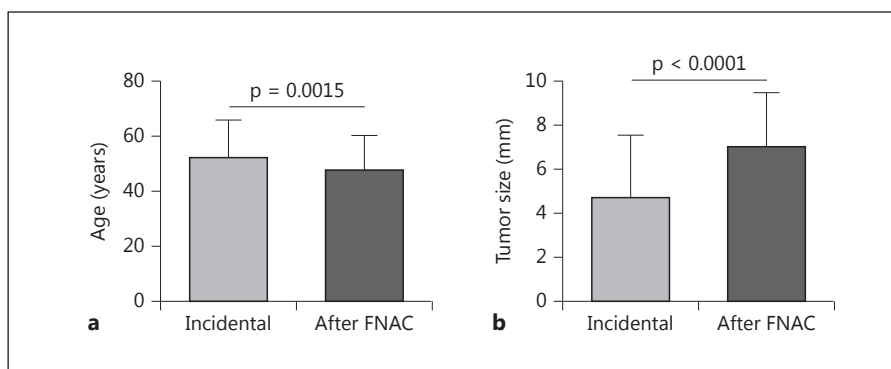 80
60
40
20
0
Age (years)
p = 0.0015
Incidental
After FNAC
a
10
8
6
4
2
0
Tumor size (mm)
p < 0.0001
Incidental
After FNAC
b